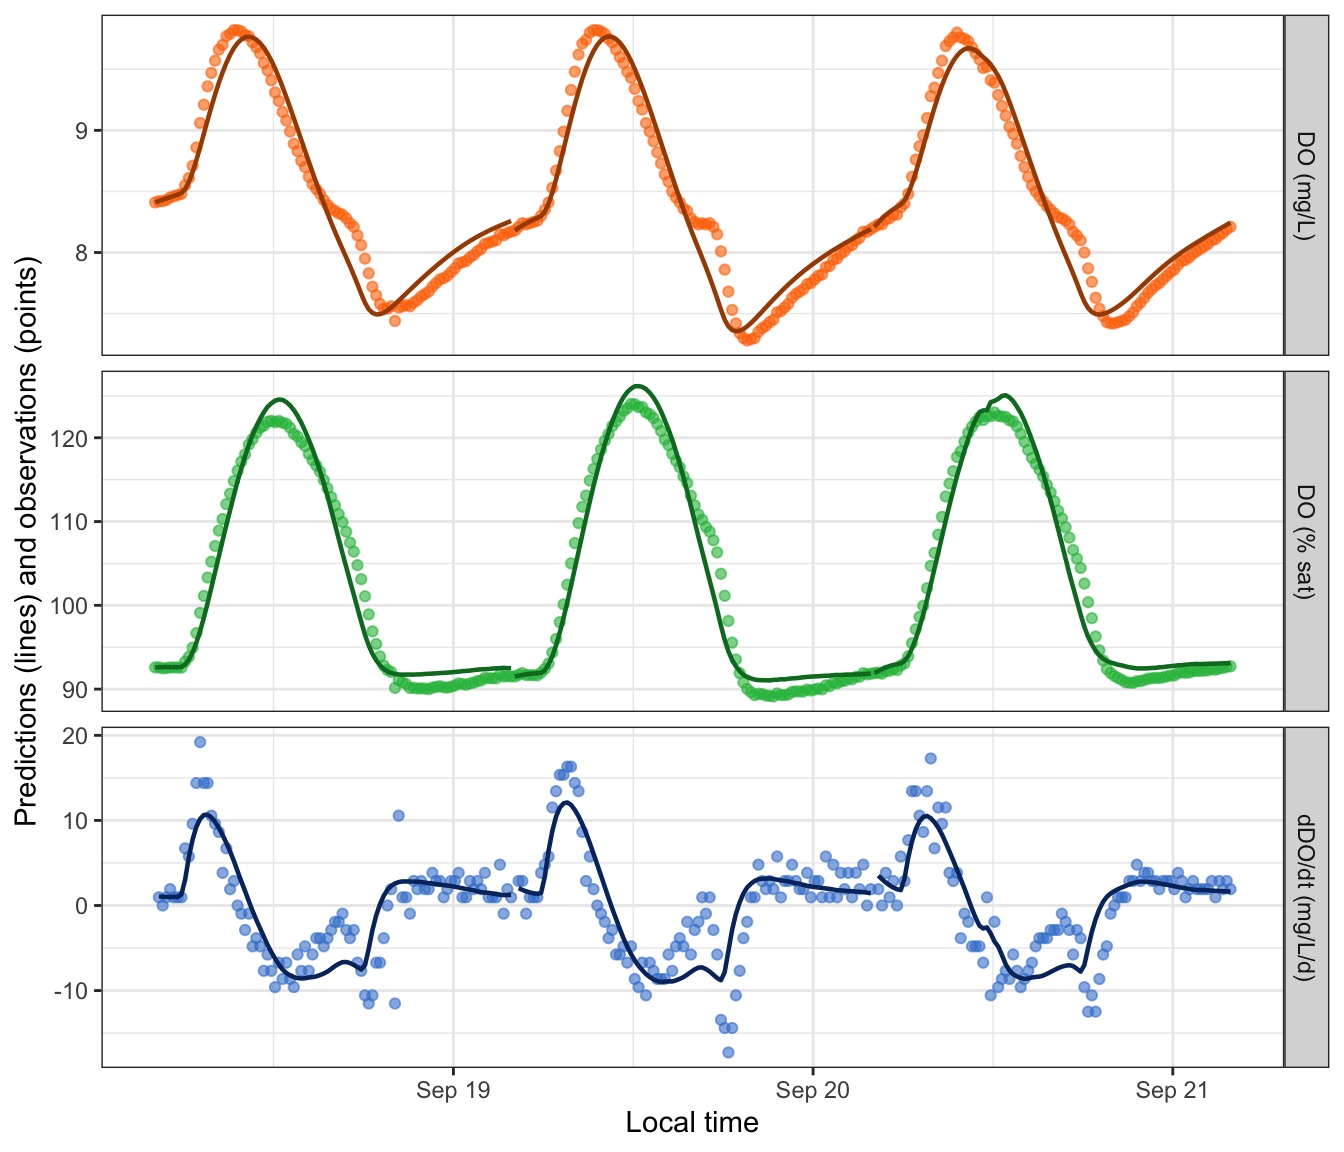 Predictions (lines) and observations (points)
9
8
DO (mg/L)
120
110
100
90
DO (% sat)
20
10
0
-10
dDO/dt (mg/L/d)
Sep 19
Sep 20
Sep 21
Local time